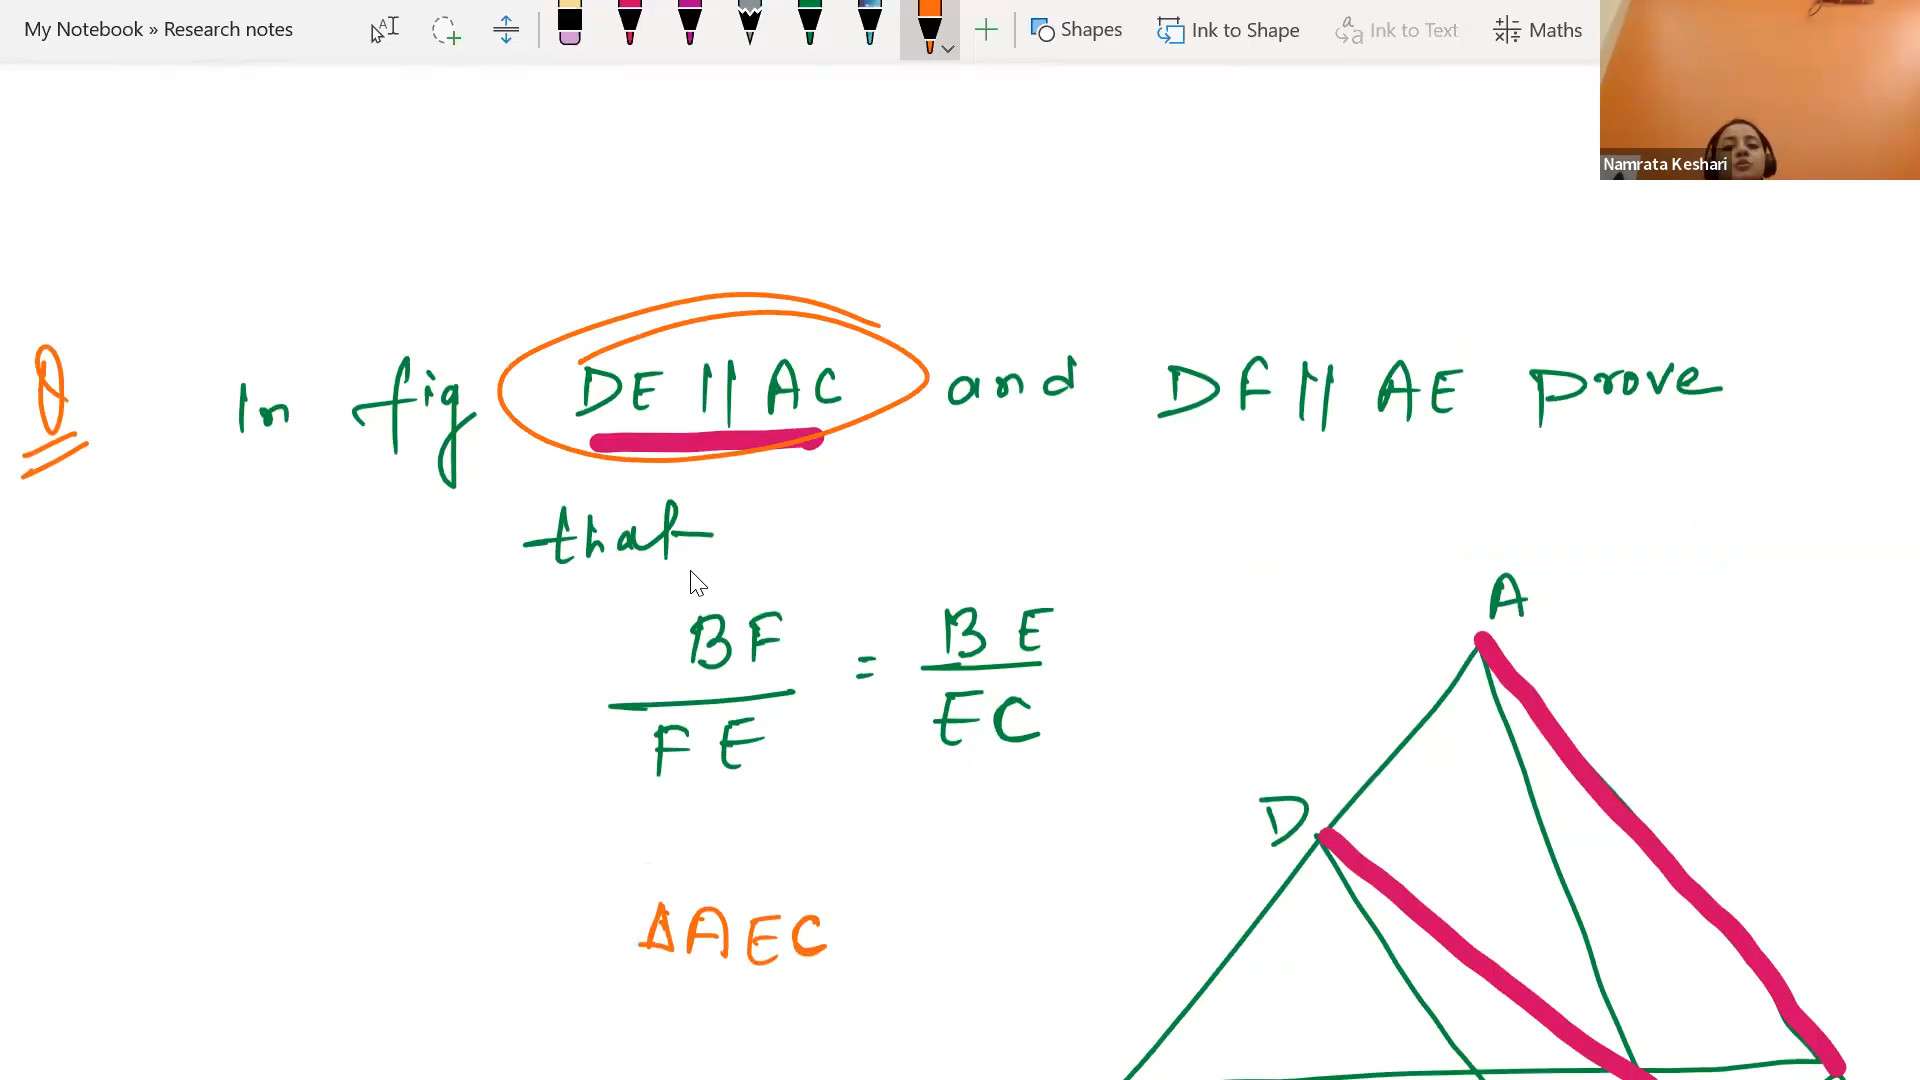 My Notebook » Research notes
Shapes
Ink to Shape
Ink to Text
Maths
Namrata Keshari
Q In fig DE || AC and DF || AE prove
that
BF = BE
FE EC
A
D
ΔAEC